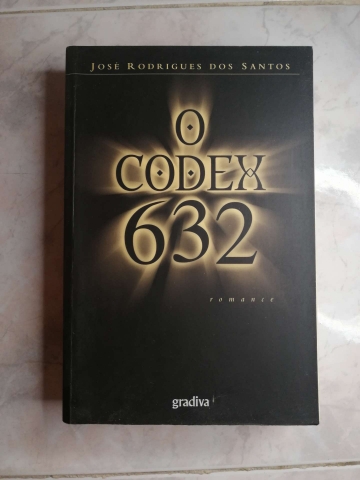 JOSÉ RODRIGUES DOS SANTOS
O
CODEX
632
romance
gradiva